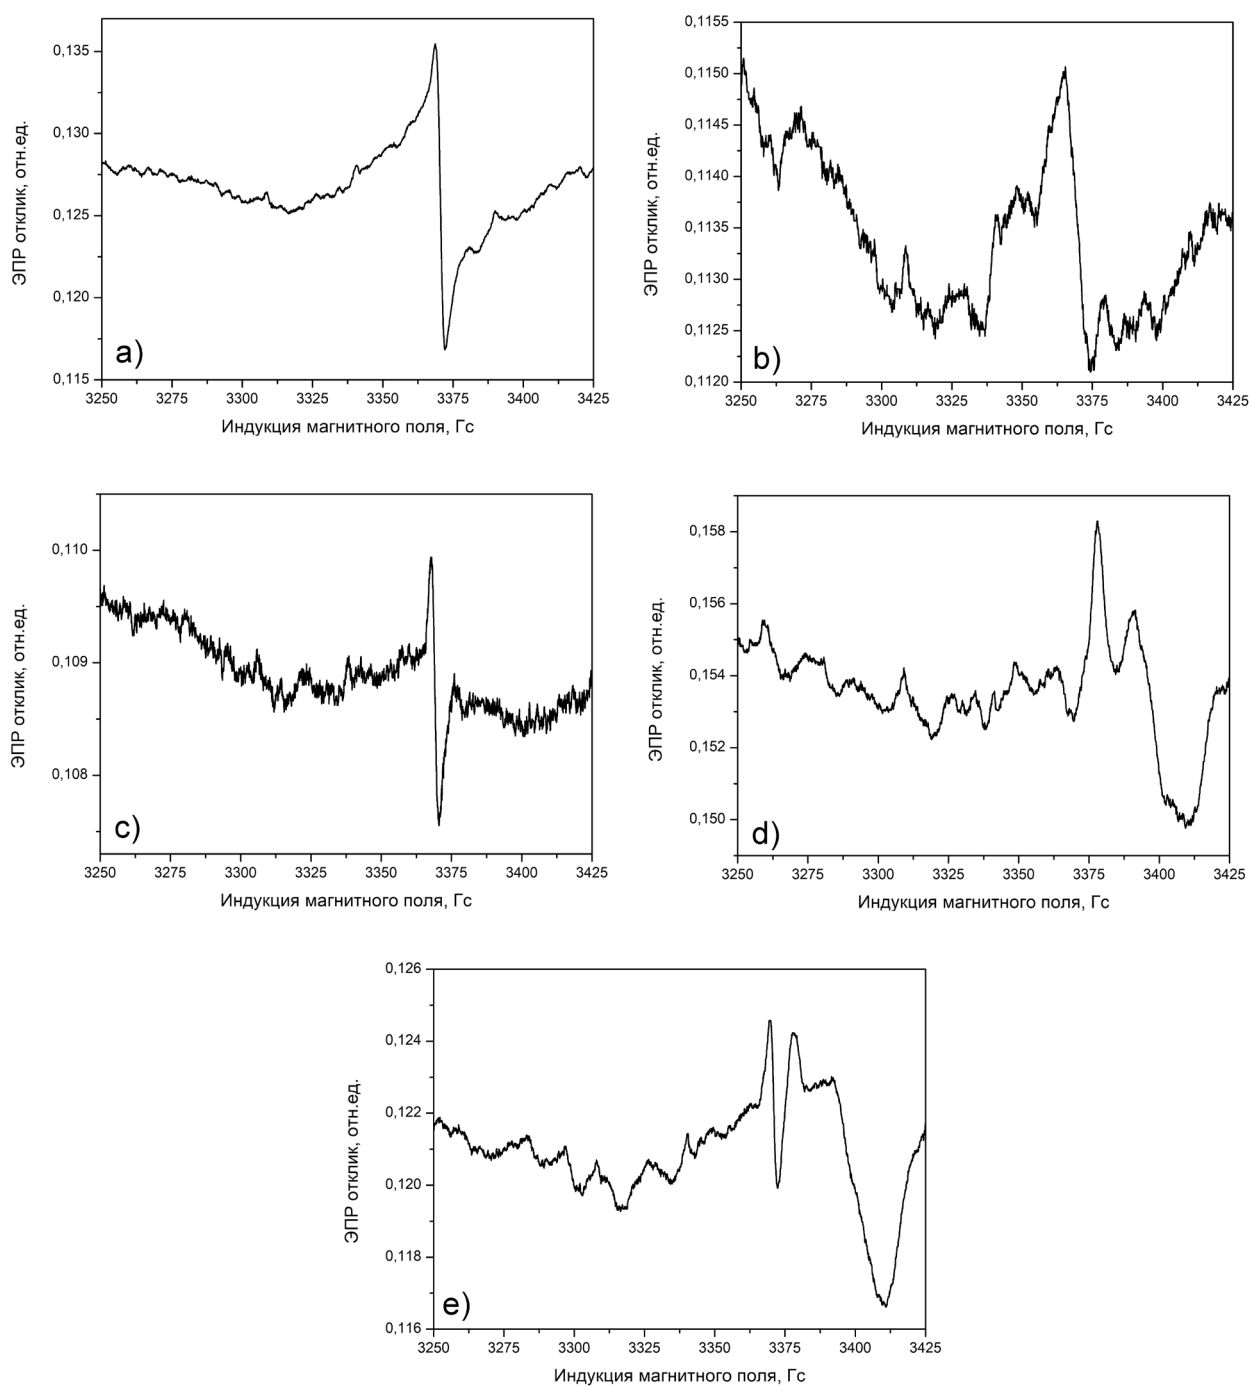 0,135
0,130
0,125
0,120
0,115
ЭПР отклик, отн.ед.
a)
3250 3275 3300 3325 3350 3375 3400 3425
Индукция магнитного поля, Гс
0,1155
0,1150
0,1145
0,1140
0,1135
0,1130
0,1125
0,1120
ЭПР отклик, отн.ед.
b)
3250 3275 3300 3325 3350 3375 3400 3425
Индукция магнитного поля, Гс
0,110
0,109
0,108
ЭПР отклик, отн.ед.
c)
3250 3275 3300 3325 3350 3375 3400 3425
Индукция магнитного поля, Гс
0,158
0,156
0,154
0,152
0,150
ЭПР отклик, отн.ед.
d)
3250 3275 3300 3325 3350 3375 3400 3425
Индукция магнитного поля, Гс
0,126
0,124
0,122
0,120
0,118
0,116
ЭПР отклик, отн.ед.
e)
3250 3275 3300 3325 3350 3375 3400 3425
Индукция магнитного поля, Гс